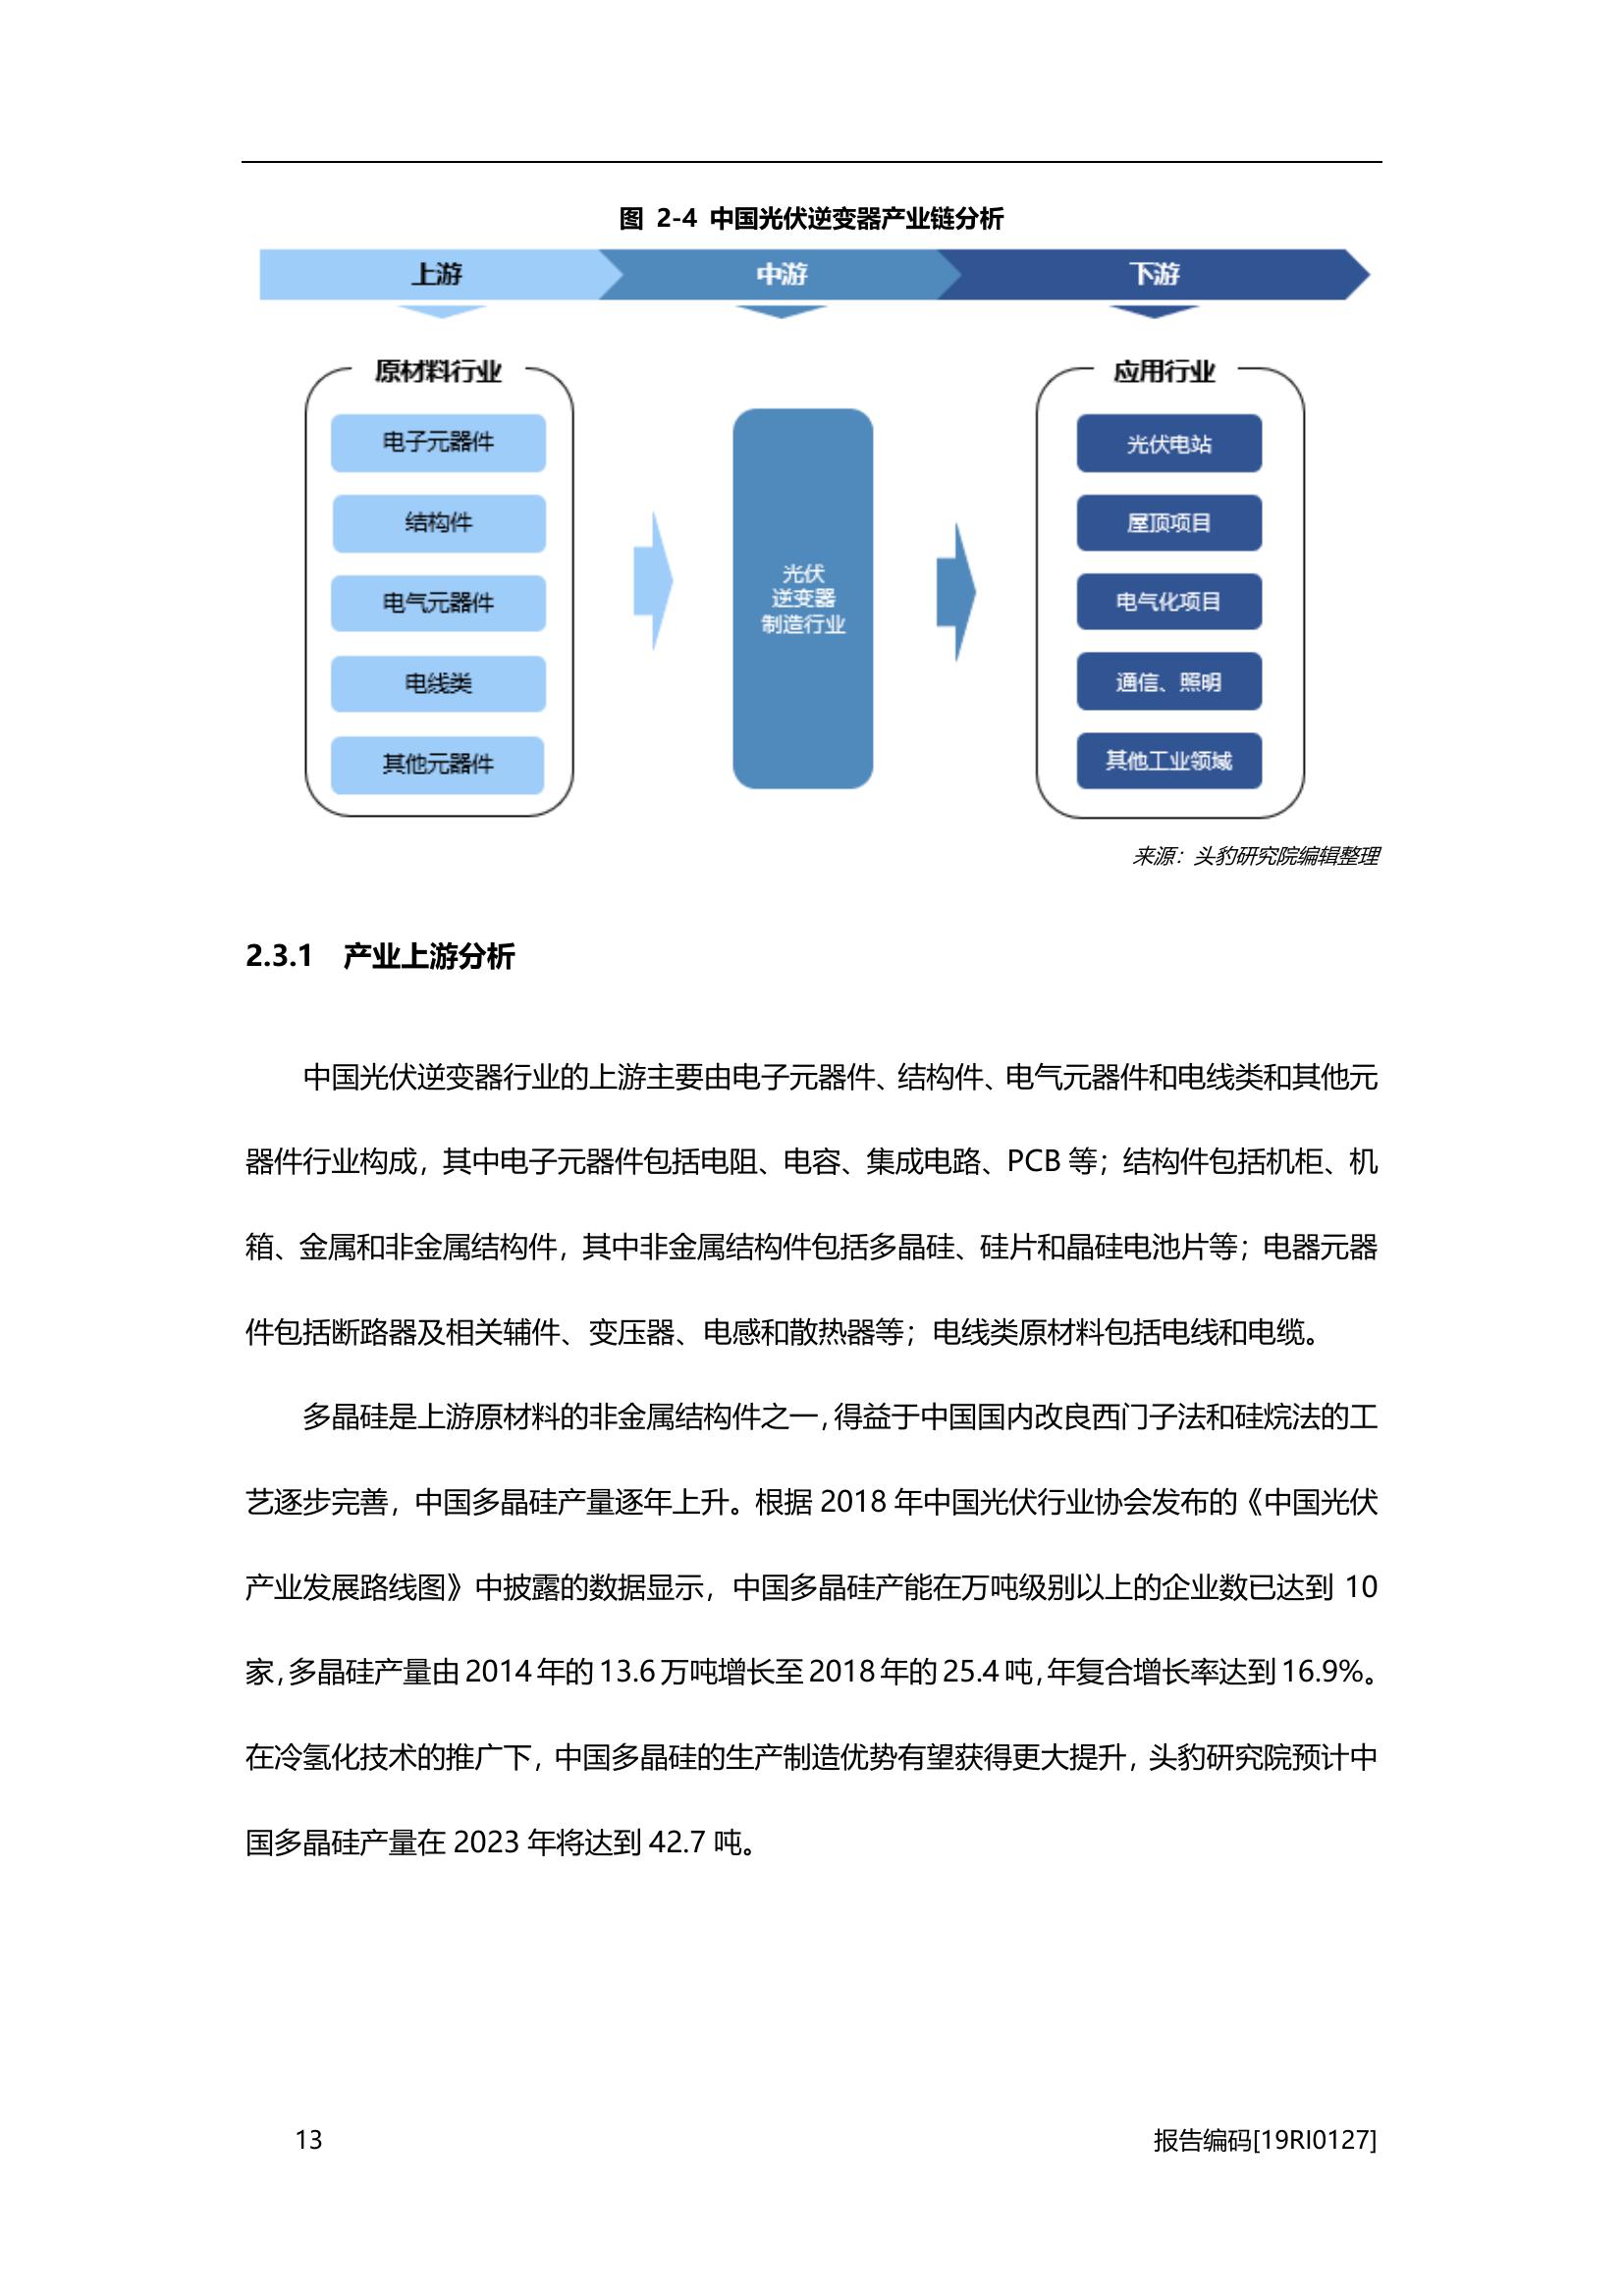 图 2-4 中国光伏逆变器产业链分析
上游
中游
下游
原材料行业
电子元器件
结构件
电气元器件
电线类
其他元器件
光伏
逆变器
制造行业
应用行业
光伏电站
屋顶项目
电气化项目
通信、照明
其他工业领域
来源：头豹研究院编辑整理
2.3.1 产业上游分析
中国光伏逆变器行业的上游主要由电子元器件、结构件、电气元器件和电线类和其他元
器件行业构成，其中电子元器件包括电阻、电容、集成电路、PCB 等；结构件包括机柜、机
箱、金属和非金属结构件，其中非金属结构件包括多晶硅、硅片和晶硅电池片等；电器元器
件包括断路器及相关辅件、变压器、电感和散热器等；电线类原材料包括电线和电缆。
多晶硅是上游原材料的非金属结构件之一，得益于中国国内改良西门子法和硅烷法的工
艺逐步完善，中国多晶硅产量逐年上升。根据 2018 年中国光伏行业协会发布的《中国光伏
产业发展路线图》中披露的数据显示，中国多晶硅产能在万吨级别以上的企业数已达到 10
家，多晶硅产量由 2014 年的 13.6 万吨增长至 2018 年的 25.4 吨，年复合增长率达到 16.9%。
在冷氢化技术的推广下，中国多晶硅的生产制造优势有望获得更大提升，头豹研究院预计中
国多晶硅产量在 2023 年将达到 42.7 吨。
13
报告编码[19RI0127]